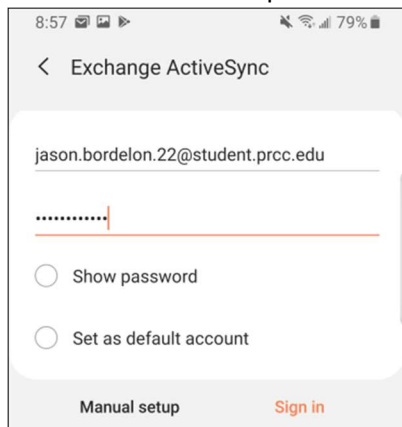 8:57 79%
Exchange ActiveSync
jason.bordelon.22@student.prcc.edu
••••••••••••
Show password
Set as default account
Manual setup Sign in